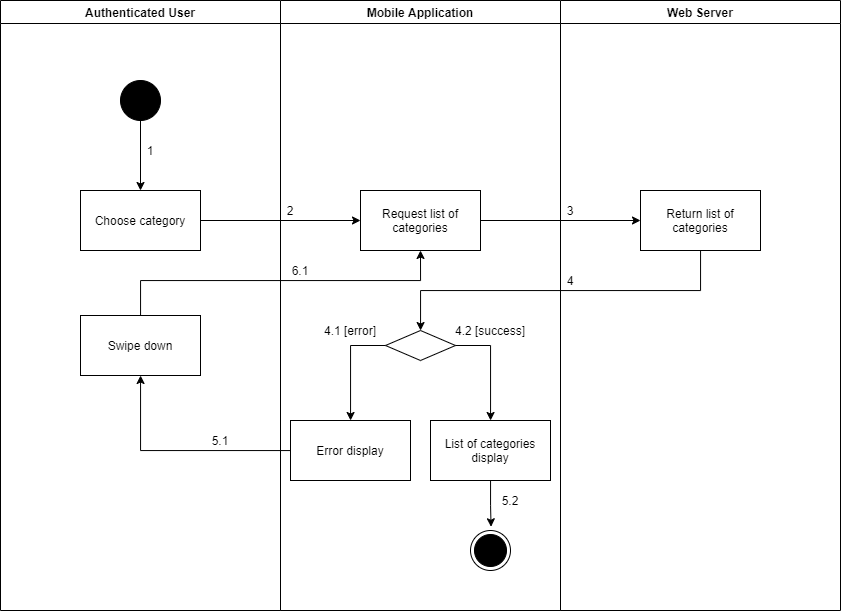 Authenticated User
Mobile Application
Web Server
1
Choose category
2
Request list of
categories
3
Return list of
categories
6.1
4
4.1 [error]
4.2 [success]
Swipe down
5.1
Error display
List of categories
display
5.2